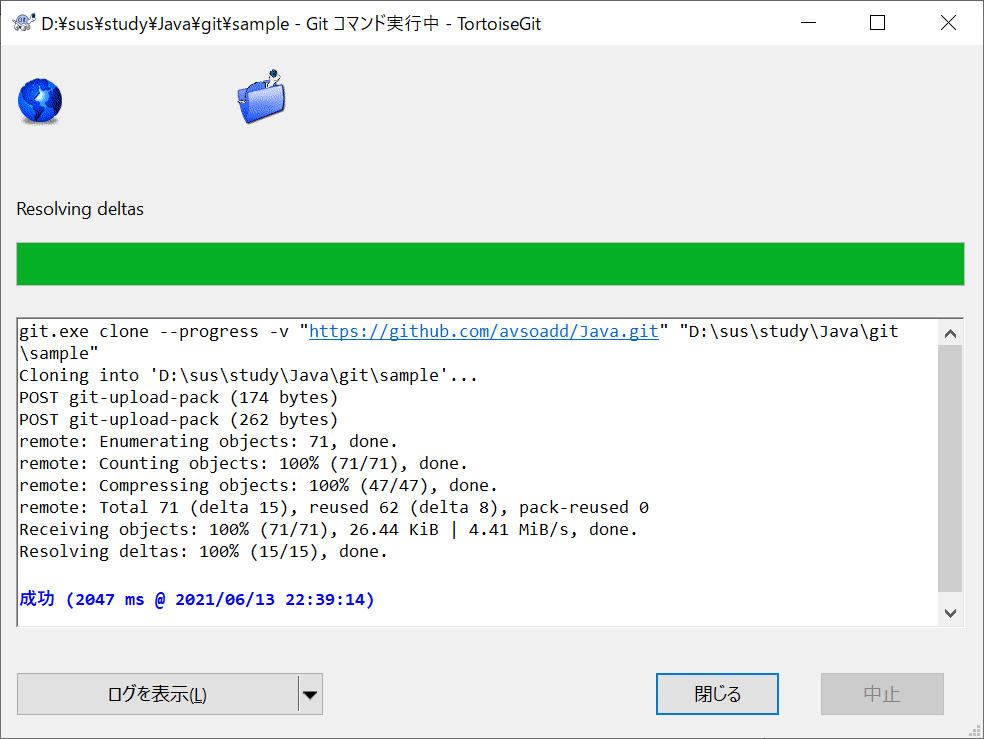 D:¥sus¥study¥Java¥git¥sample - Git コマンド実行中 - TortoiseGit
Resolving deltas
git.exe clone --progress -v "https://github.com/avsoadd/Java.git" "D:\sus\study\Java\git
\sample"
Cloning into 'D:\sus\study\Java\git\sample'...
POST git-upload-pack (174 bytes)
POST git-upload-pack (262 bytes)
remote: Enumerating objects: 71, done.
remote: Counting objects: 100% (71/71), done.
remote: Compressing objects: 100% (47/47), done.
remote: Total 71 (delta 15), reused 62 (delta 8), pack-reused 0
Receiving objects: 100% (71/71), 26.44 KiB | 4.41 MiB/s, done.
Resolving deltas: 100% (15/15), done.
成功 (2047 ms @ 2021/06/13 22:39:14)
ログを表示(L)
閉じる
中止